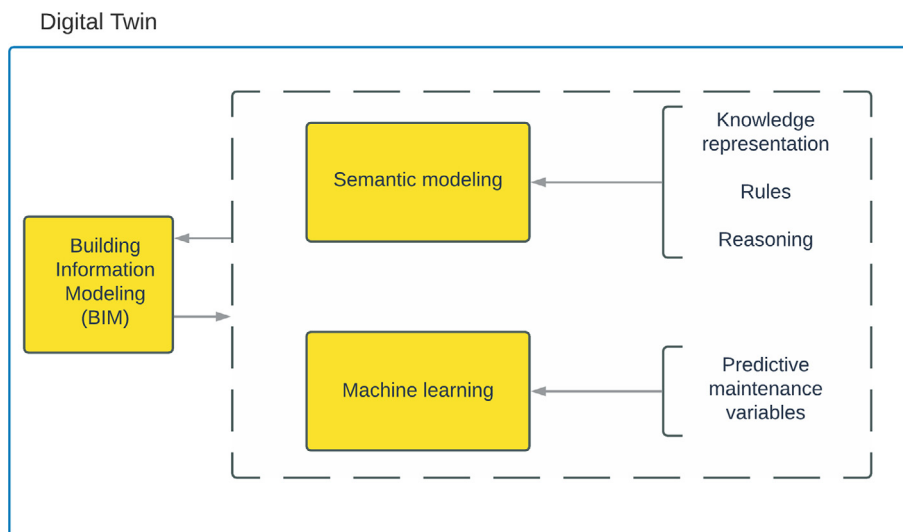 Digital Twin
Building
Information
Modeling
(BIM)
Semantic modeling
Knowledge
representation
Rules
Reasoning
Machine learning
Predictive
maintenance
variables